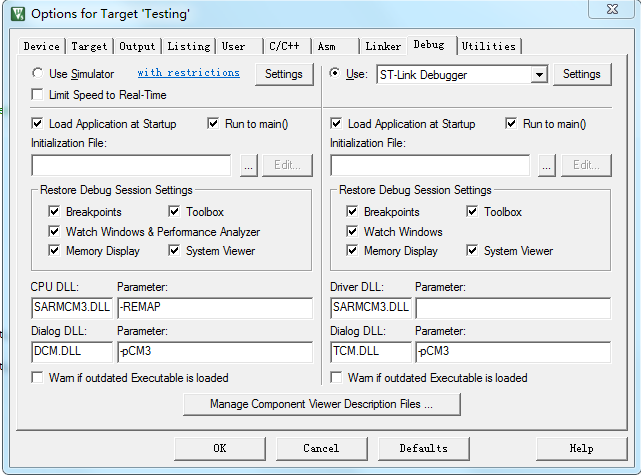 Options for Target 'Testing'
Device Target Output Listing User C/C++ Asm Linker Debug Utilities
Use Simulator with restrictions Settings
Use: ST-Link Debugger Settings
Limit Speed to Real-Time
Load Application at Startup Run to main()
Load Application at Startup Run to main()
Initialization File:
Initialization File:
... Edit...
... Edit...
Restore Debug Session Settings
Breakpoints Toolbox
Watch Windows & Performance Analyzer
Memory Display System Viewer
Restore Debug Session Settings
Breakpoints Toolbox
Watch Windows
Memory Display System Viewer
CPU DLL: Parameter:
SARMCM3.DLL -REMAP
Dialog DLL: Parameter:
DCM.DLL -pCM3
Warn if outdated Executable is loaded
Driver DLL: Parameter:
SARMCM3.DLL
Dialog DLL: Parameter:
TCM.DLL -pCM3
Warn if outdated Executable is loaded
Manage Component Viewer Description Files ...
OK Cancel Defaults Help